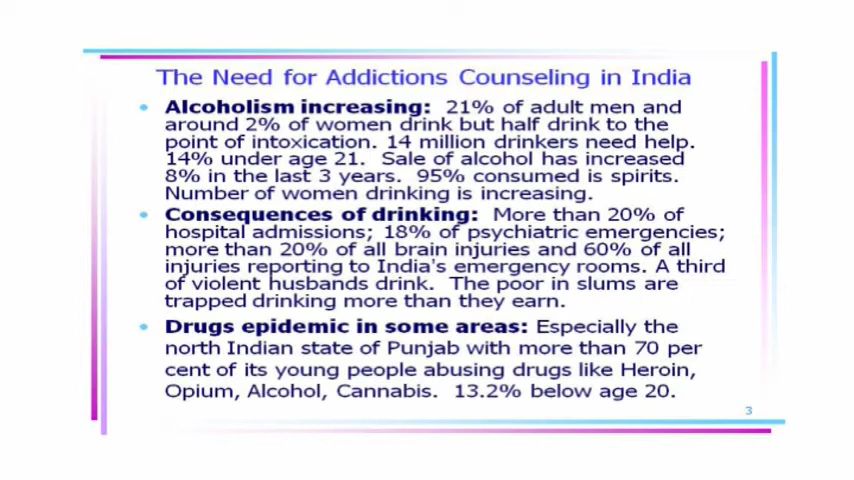 The Need for Addictions Counseling in India
• Alcoholism increasing: 21% of adult men and
around 2% of women drink but half drink to the
point of intoxication. 14 million drinkers need help.
14% under age 21. Sale of alcohol has increased
8% in the last 3 years. 95% consumed is spirits.
Number of women drinking is increasing.
• Consequences of drinking: More than 20% of
hospital admissions; 18% of psychiatric emergencies;
more than 20% of all brain injuries and 60% of all
injuries reporting to India's emergency rooms. A third
of violent husbands drink. The poor in slums are
trapped drinking more than they earn.
• Drugs epidemic in some areas: Especially the
north Indian state of Punjab with more than 70 per
cent of its young people abusing drugs like Heroin,
Opium, Alcohol, Cannabis. 13.2% below age 20.
3